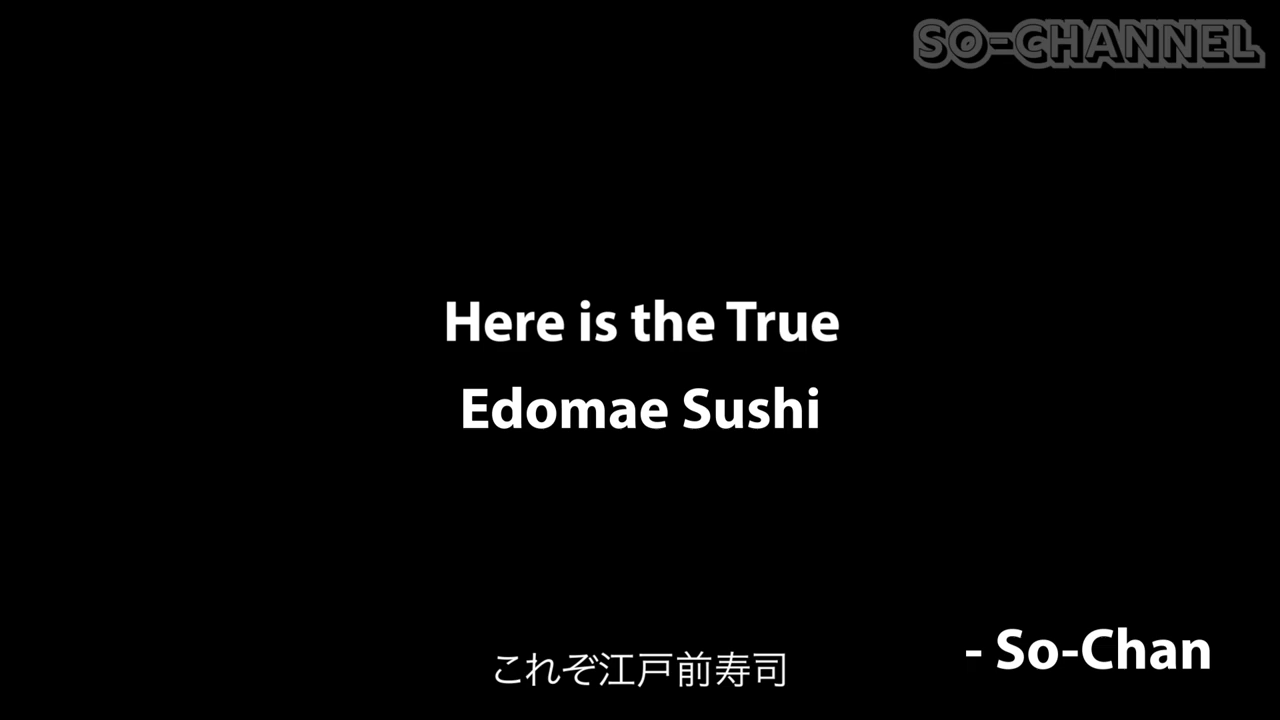 SO-CHANNEL
Here is the True
Edomae Sushi
- So-Chan
これぞ江戸前寿司